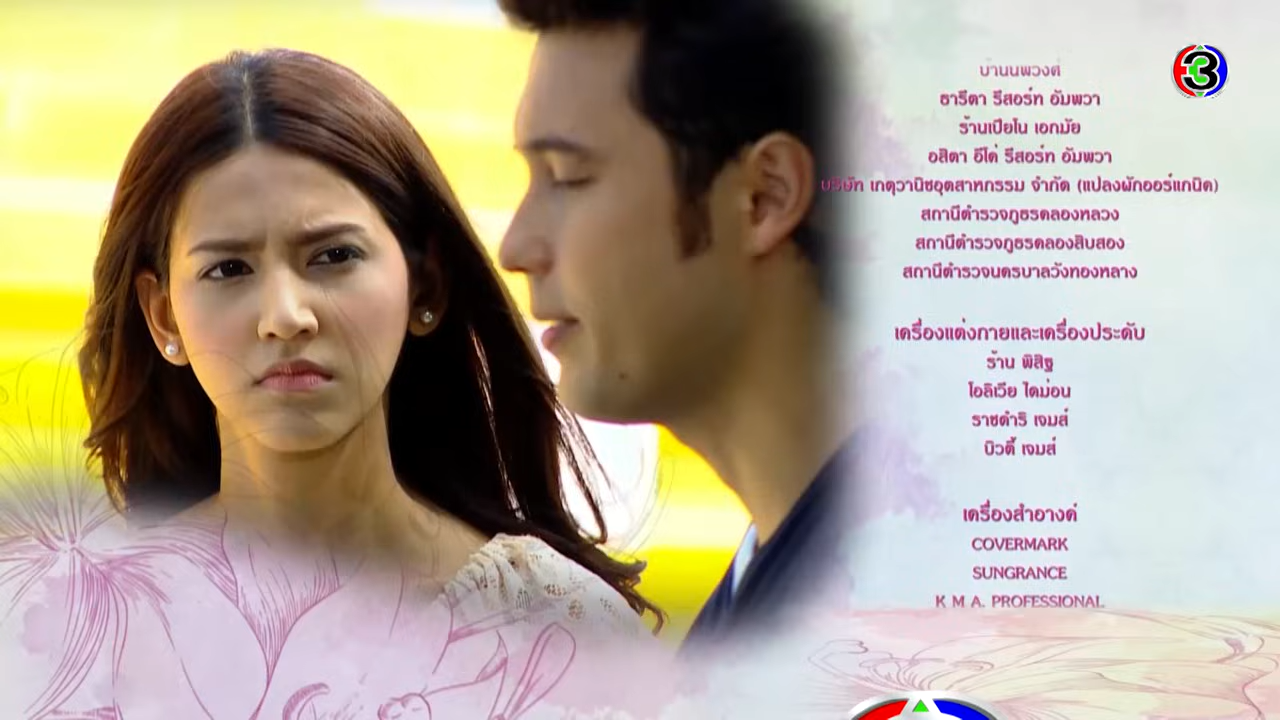 บ้านนพวงศ์
ธารีดา รีสอร์ท อัมพวา
ร้านเปียโน เอกมัย
อสิตา อีโค่ รีสอร์ท อัมพวา
บริษัท เกตุวานิชอุตสาหกรรม จำกัด (แปลงผักออร์แกนิค)
สถานีตำรวจภูธรคลองหลวง
สถานีตำรวจภูธรคลองสิบสอง
สถานีตำรวจนครบาลวังทองหลาง
เครื่องแต่งกายและเครื่องประดับ
ร้าน พิสิฐ
โอลิเวีย ไดม่อน
ราชดำริ เจมส์
บิวตี้ เจมส์
เครื่องสำอางค์
COVERMARK
SUNGRANCE
K M A. PROFESSIONAL
3